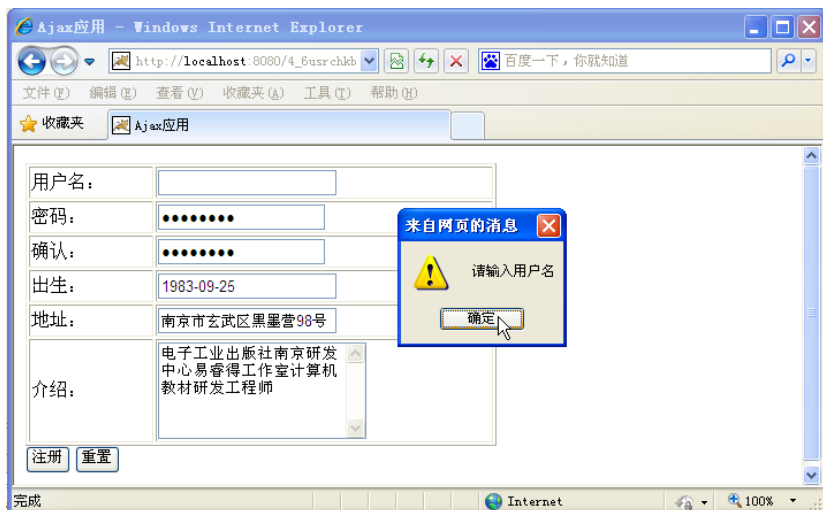 Ajax应用 - Windows Internet Explorer
http://localhost:8080/4_6usrchkb
百度一下，你就知道
文件(F) 编辑(E) 查看(V) 收藏夹(A) 工具(T) 帮助(H)
收藏夹 Ajax应用
用户名：
密码： ●●●●●●●●
确认： ●●●●●●●●
出生： 1983-09-25
地址： 南京市玄武区黑墨营98号
介绍：
电子工业出版社南京研发
中心易睿得工作室计算机
教材研发工程师
注册 重置
来自网页的消息
请输入用户名
确定
完成 Internet 100%